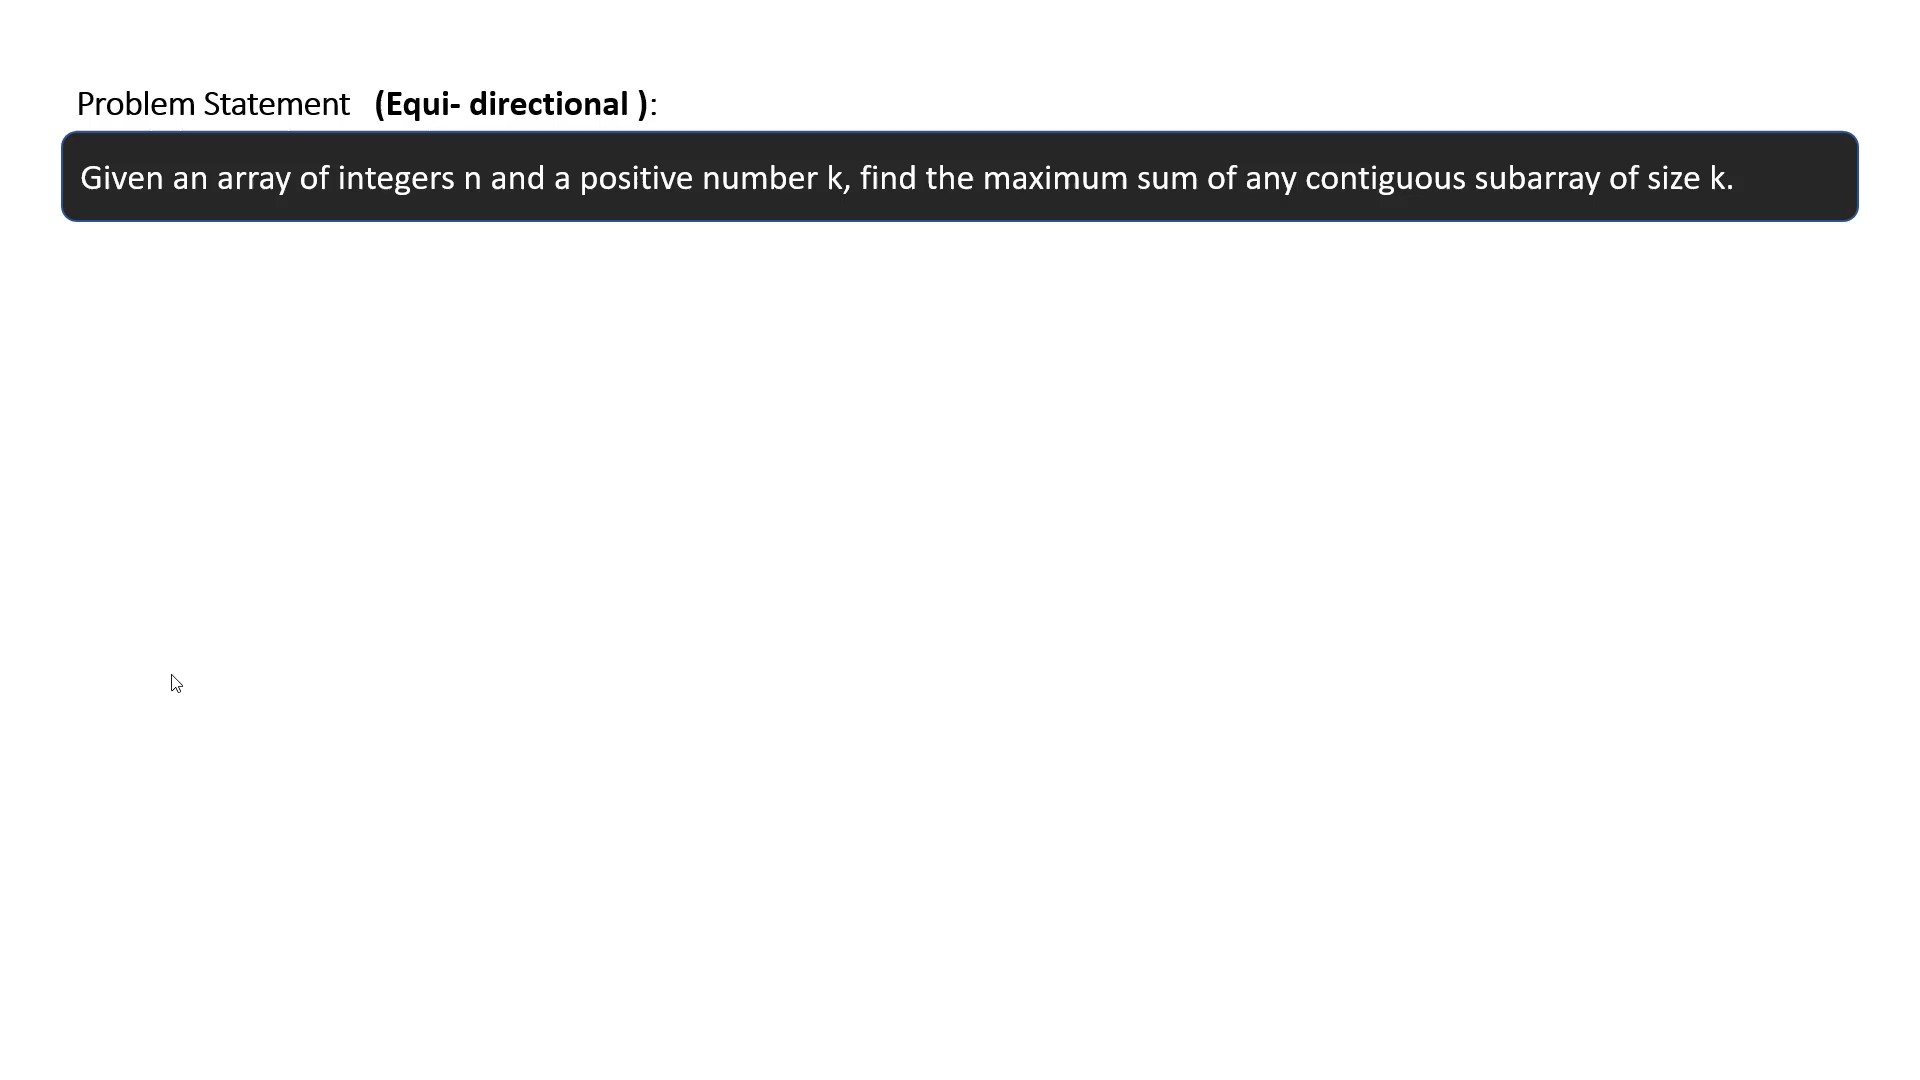 Problem Statement (Equi- directional ):
Given an array of integers n and a positive number k, find the maximum sum of any contiguous subarray of size k.